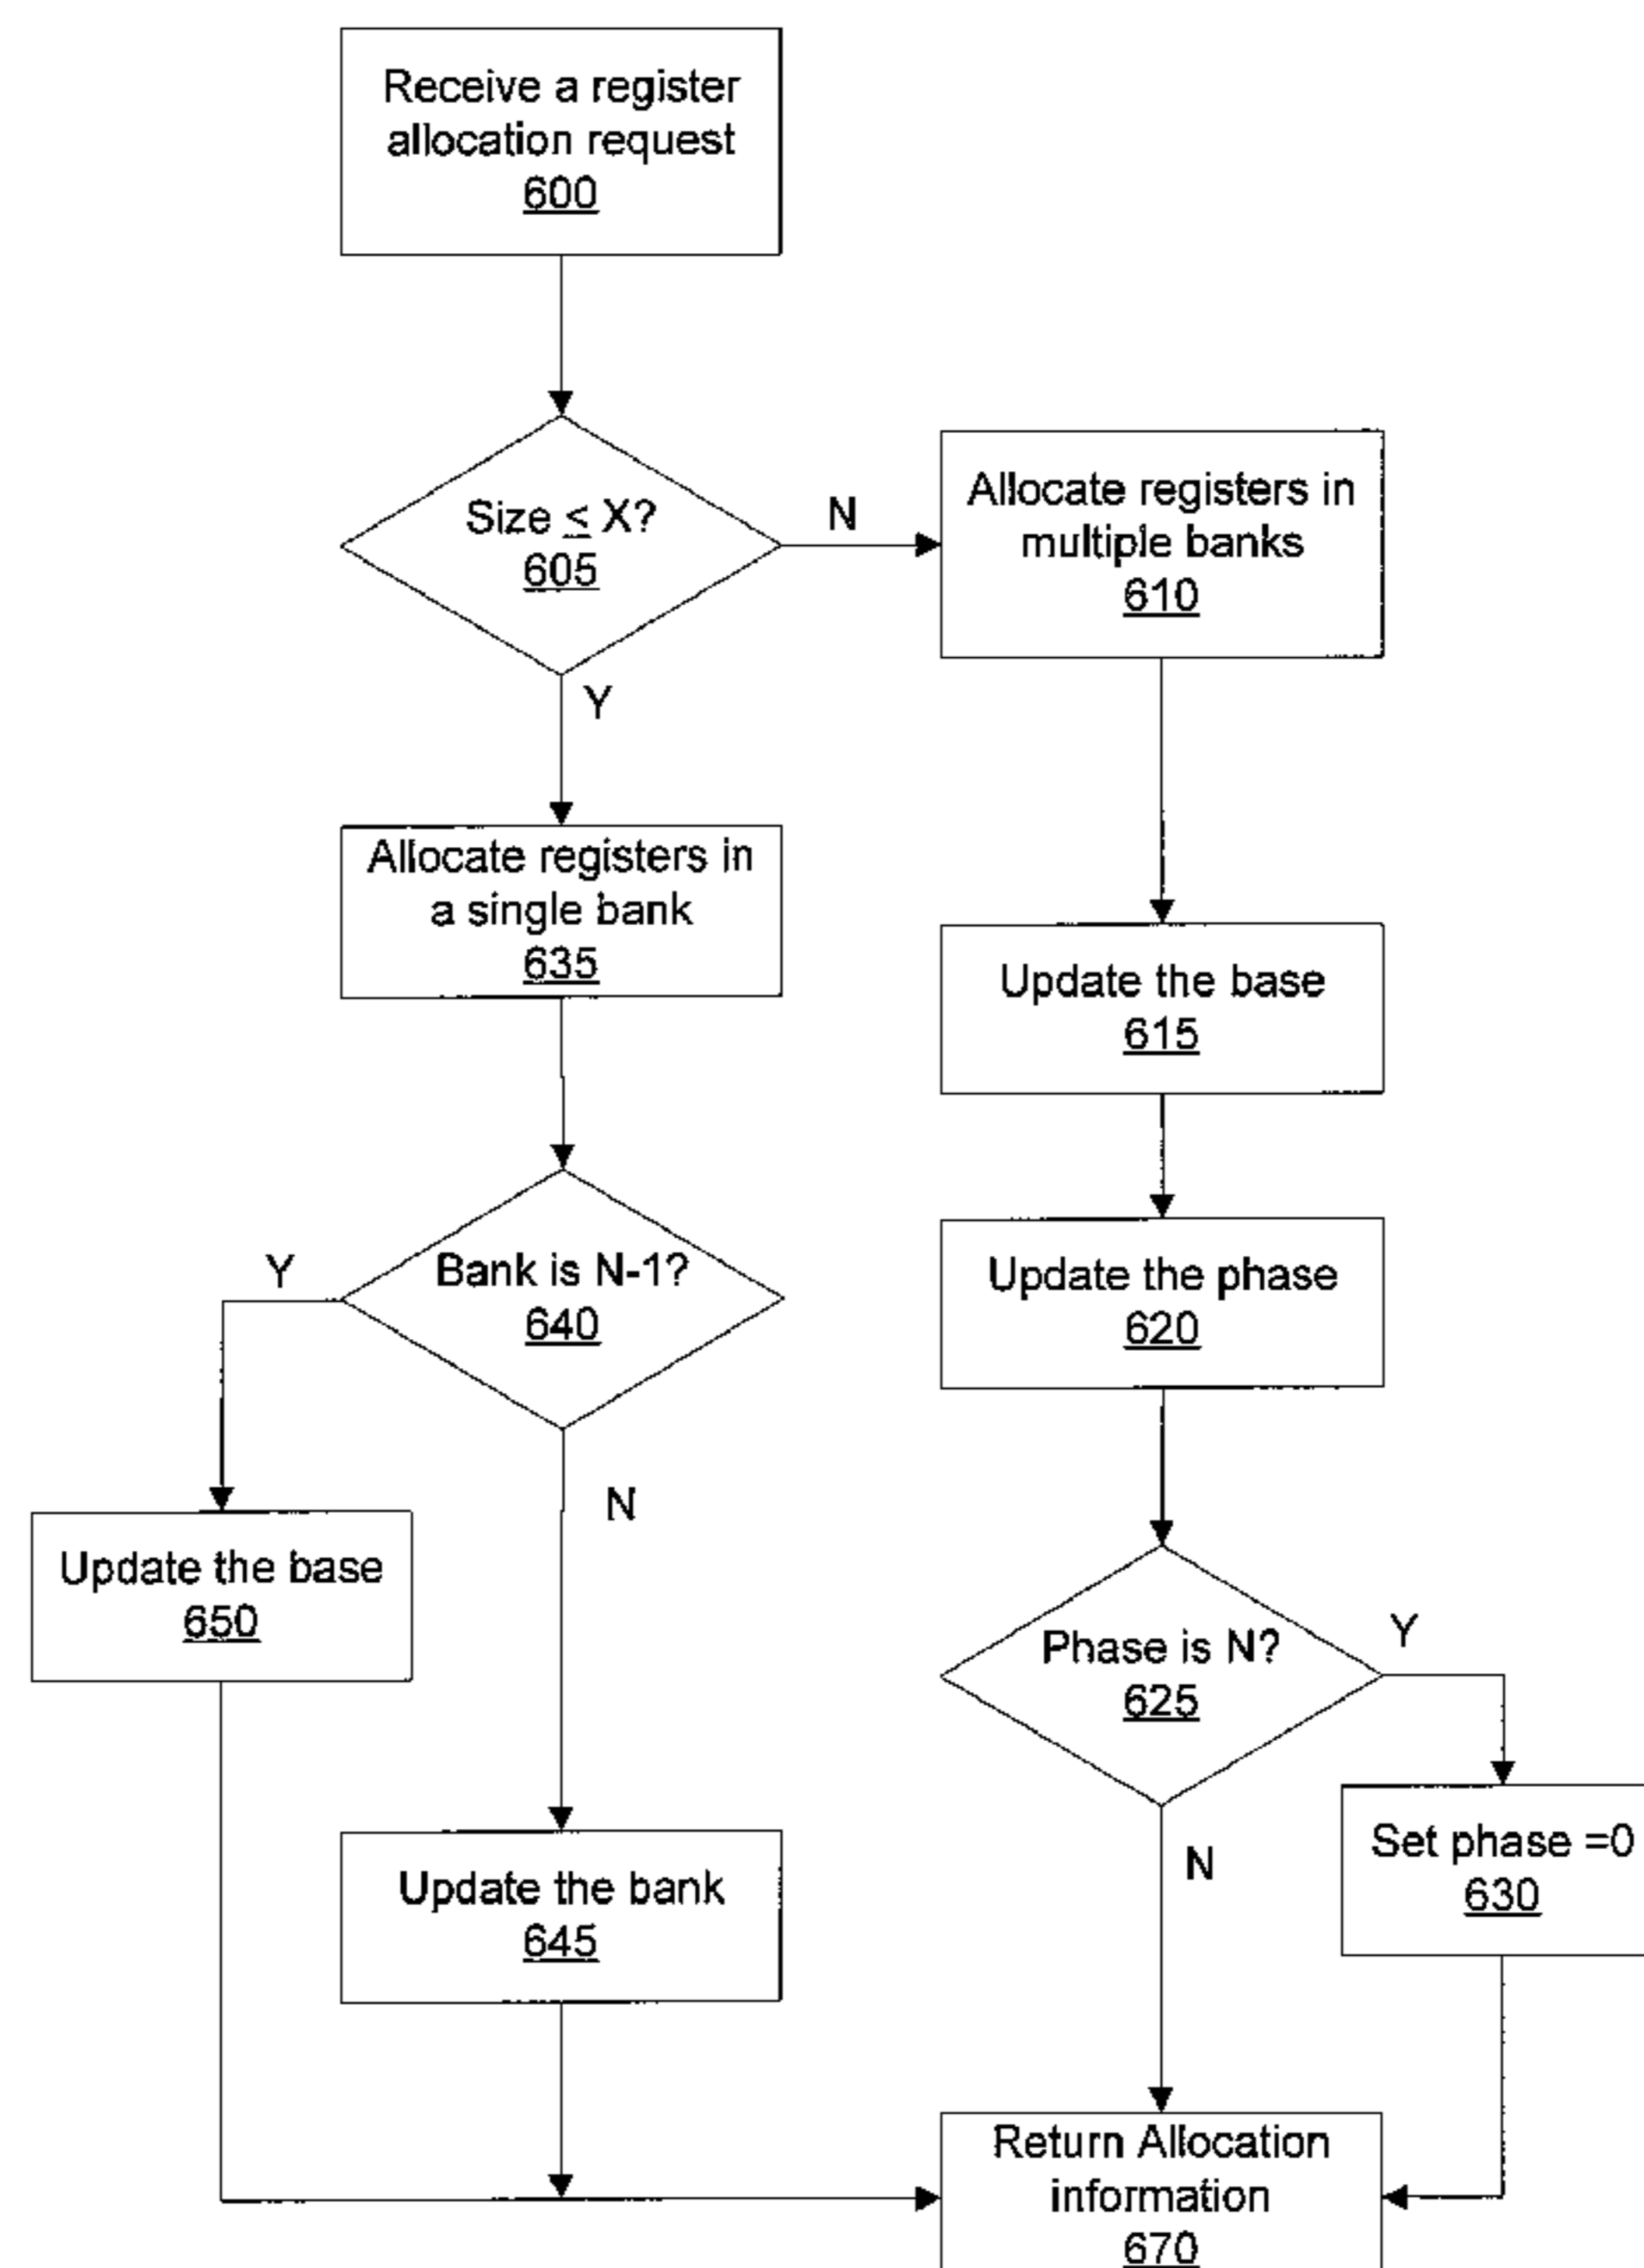 Receive a register
allocation request
600
Size ≤ X?
605
N
Allocate registers in
multiple banks
610
Y
Allocate registers in
a single bank
635
Update the base
615
Bank is N-1?
640
Y
N
Update the phase
620
Update the base
650
Phase is N?
625
Y
N
Update the bank
645
Set phase =0
630
Return Allocation
information
670